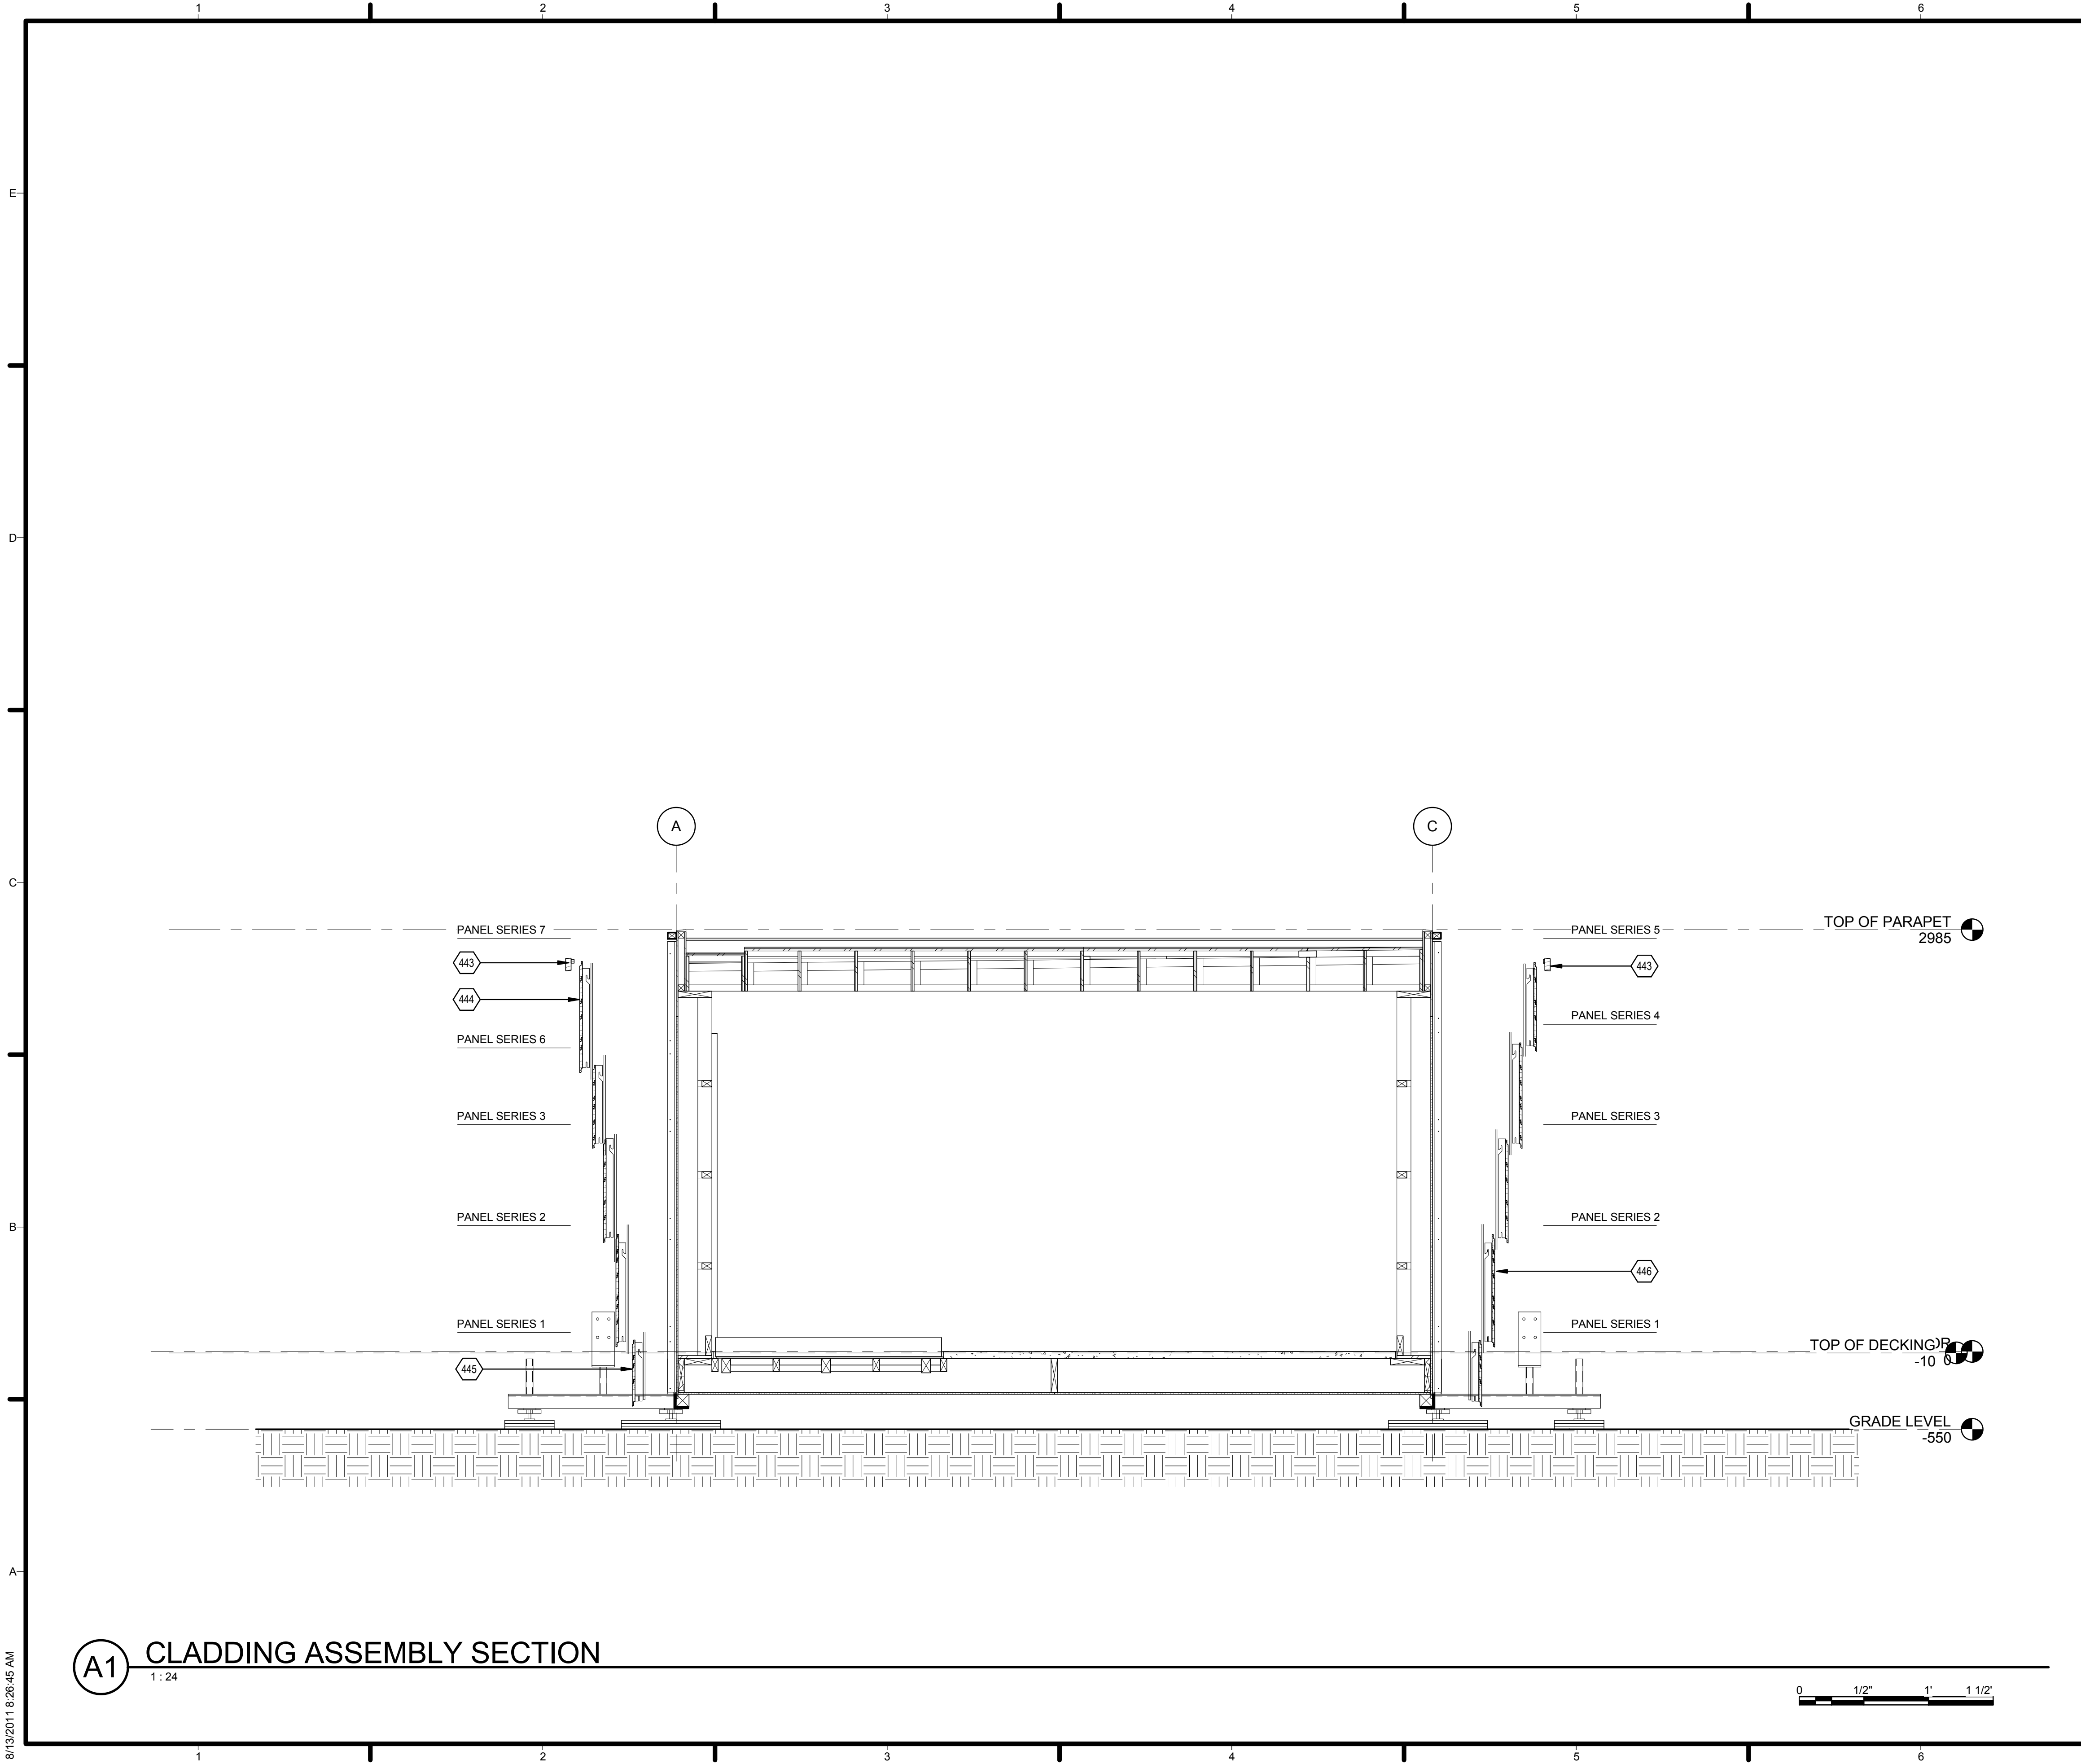 1 2 3 4 5 6
E
D
C
B
A
A C
PANEL SERIES 7
443
444
PANEL SERIES 6
PANEL SERIES 3
PANEL SERIES 2
PANEL SERIES 1
445
PANEL SERIES 5
443
PANEL SERIES 4
PANEL SERIES 3
PANEL SERIES 2
446
PANEL SERIES 1
TOP OF PARAPET
2985
TOP OF DECKING
-10 0
GRADE LEVEL
-550
A1 CLADDING ASSEMBLY SECTION
1 : 24
0 1/2" 1' 1 1/2'
8/13/2011 8:26:45 AM
1 2 3 4 5 6